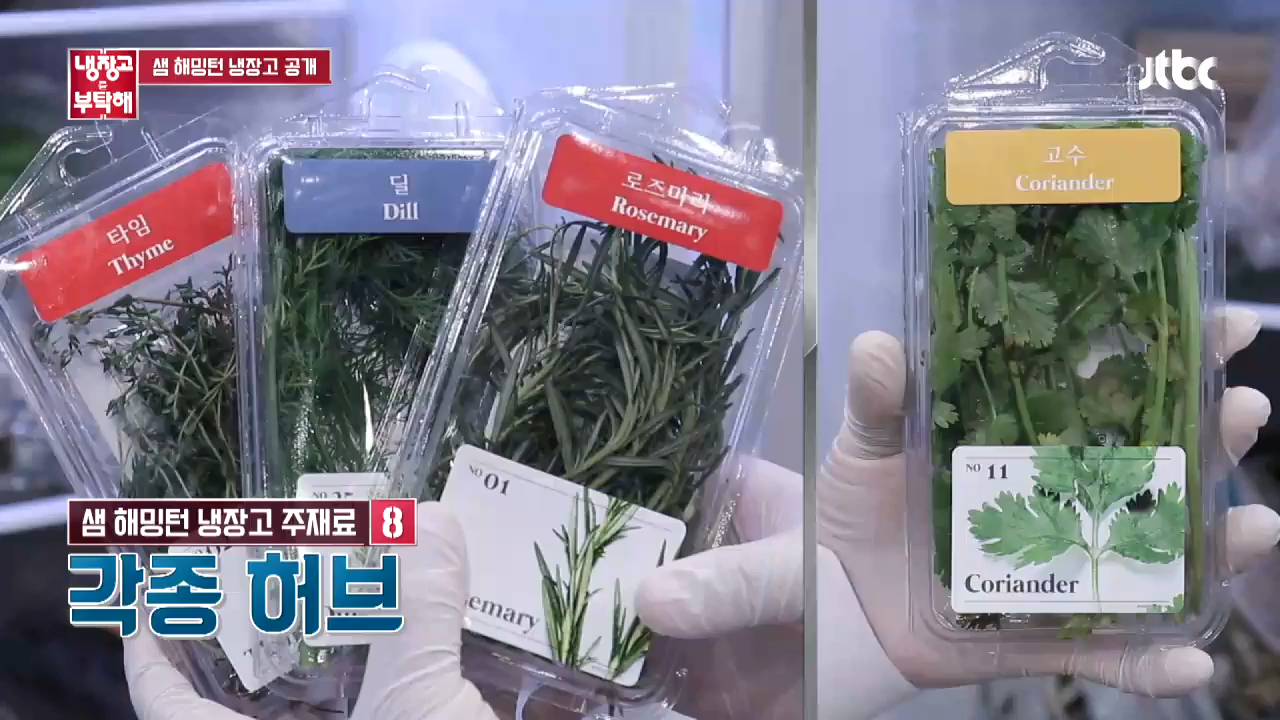 냉장고
를
부탁해
샘 해밍턴 냉장고 공개
jtbc
타임
Thyme
딜
Dill
로즈마리
Rosemary
고수
Coriander
NO 01
NO 11
Coriander
샘 해밍턴 냉장고 주재료 8
각종 허브